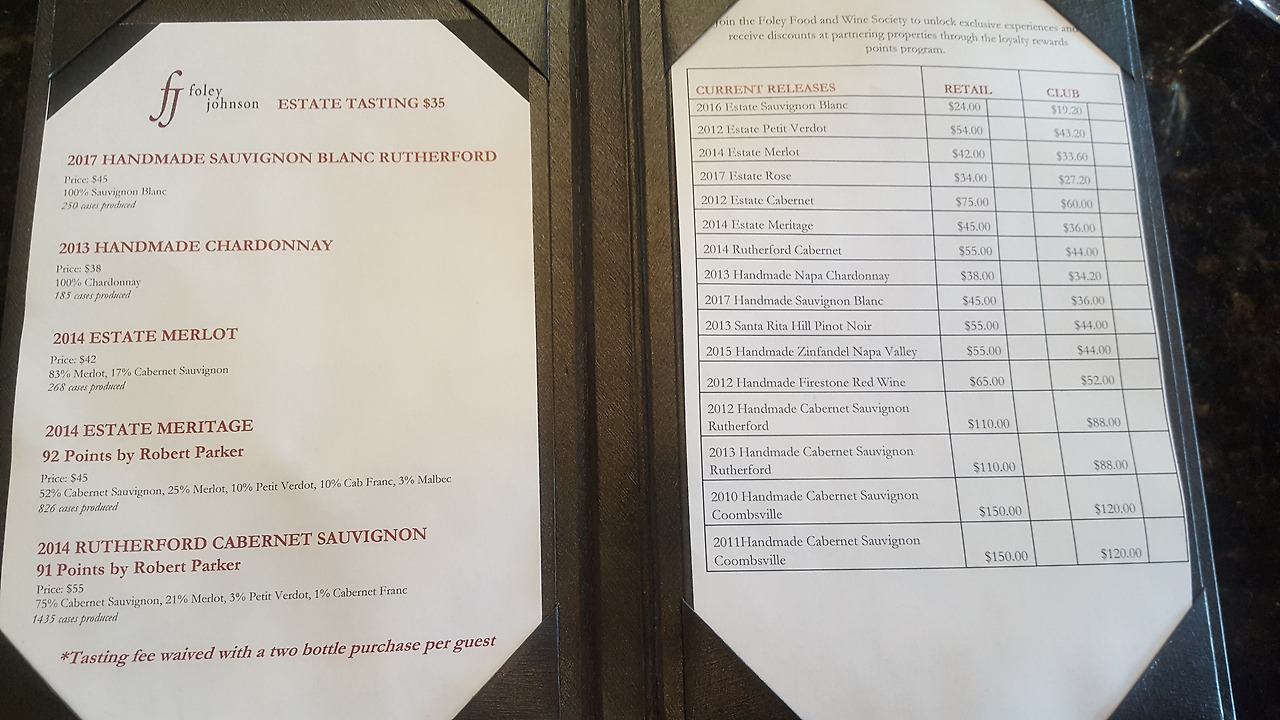 foley
johnson
ESTATE TASTING $35
2017 HANDMADE SAUVIGNON BLANC RUTHERFORD
Price: $45
100% Sauvignon Blanc
250 cases produced
2013 HANDMADE CHARDONNAY
Price: $38
100% Chardonnay
185 cases produced
2014 ESTATE MERLOT
Price: $42
83% Merlot, 17% Cabernet Sauvignon
268 cases produced
2014 ESTATE MERITAGE
92 Points by Robert Parker
Price: $45
52% Cabernet Sauvignon, 25% Merlot, 10% Petit Verdot, 10% Cab Franc, 3% Malbec
826 cases produced
2014 RUTHERFORD CABERNET SAUVIGNON
91 Points by Robert Parker
Price: $55
75% Cabernet Sauvignon, 21% Merlot, 3% Petit Verdot, 1% Cabernet Franc
1435 cases produced
*Tasting fee waived with a two bottle purchase per guest
Join the Foley Food and Wine Society to unlock exclusive experiences and
receive discounts at partnering properties through the loyalty rewards
points program.
CURRENT RELEASES RETAIL CLUB
2016 Estate Sauvignon Blanc $24.00 $19.20
2012 Estate Petit Verdot $54.00 $43.20
2014 Estate Merlot $42.00 $33.60
2017 Estate Rose $34.00 $27.20
2012 Estate Cabernet $75.00 $60.00
2014 Estate Meritage $45.00 $36.00
2014 Rutherford Cabernet $55.00 $44.00
2013 Handmade Napa Chardonnay $38.00 $34.20
2017 Handmade Sauvignon Blanc $45.00 $36.00
2013 Santa Rita Hill Pinot Noir $55.00 $44.00
2015 Handmade Zinfandel Napa Valley $55.00 $44.00
2012 Handmade Firestone Red Wine $65.00 $52.00
2012 Handmade Cabernet Sauvignon
Rutherford $110.00 $88.00
2013 Handmade Cabernet Sauvignon
Rutherford $110.00 $88.00
2010 Handmade Cabernet Sauvignon
Coombsville $150.00 $120.00
2011Handmade Cabernet Sauvignon
Coombsville $150.00 $120.00